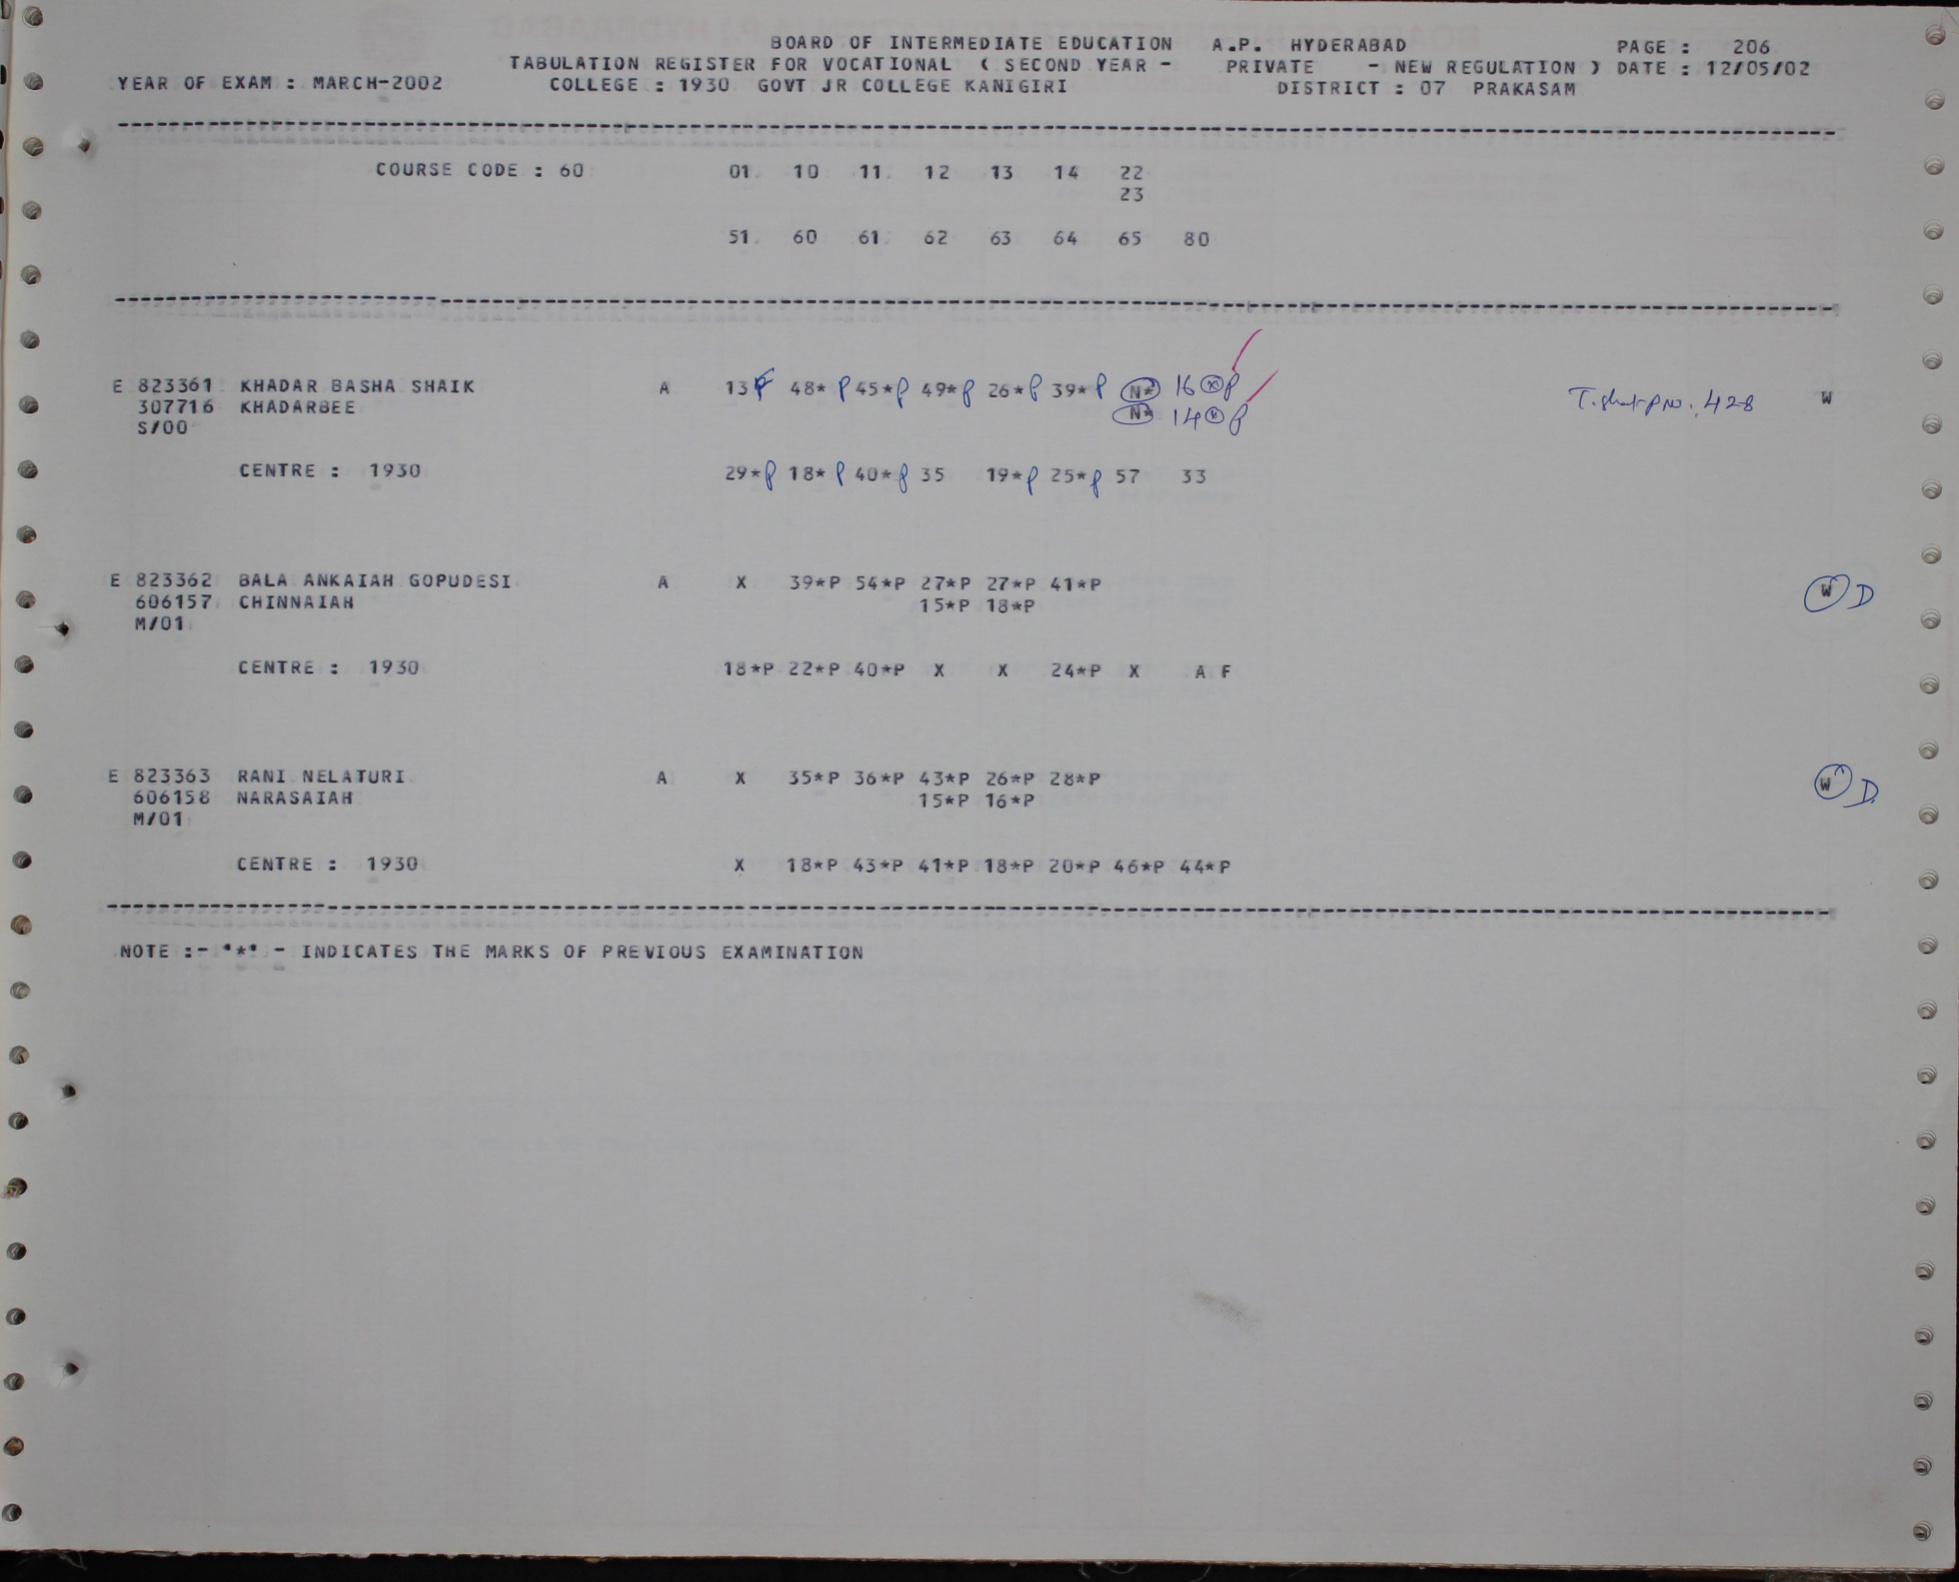 BOARD OF INTERMEDIATE EDUCATION A.P. HYDERABAD PAGE : 206
TABULATION REGISTER FOR VOCATIONAL ( SECOND YEAR - PRIVATE - NEW REGULATION ) DATE : 12/05/02
YEAR OF EXAM : MARCH-2002 COLLEGE : 1930 GOVT JR COLLEGE KANIGIRI DISTRICT : 07 PRAKASAM
COURSE CODE : 60 01 10 11 12 13 14 22
23
51 60 61 62 63 64 65 80
E 823361 KHADAR BASHA SHAIK A 13 P 48* P 45* P 49* P 26* P 39* P N* 16 * P 428 W
307716 KHADARBEE N* 14 * P
S/00
CENTRE : 1930 29* P 18* P 40* P 35 19* P 25* P 57 33
E 823362 BALA ANKAIAH GOPUDESI A X 39*P 54*P 27*P 27*P 41*P W D
606157 CHINNAIAH 15*P 18*P
M/01
CENTRE : 1930 18*P 22*P 40*P X X 24*P X A F
E 823363 RANI NELATURI A X 35*P 36*P 43*P 26*P 28*P W D
606158 NARASAIAH 15*P 16*P
M/01
CENTRE : 1930 X 18*P 43*P 41*P 18*P 20*P 46*P 44*P
NOTE :- '*' - INDICATES THE MARKS OF PREVIOUS EXAMINATION